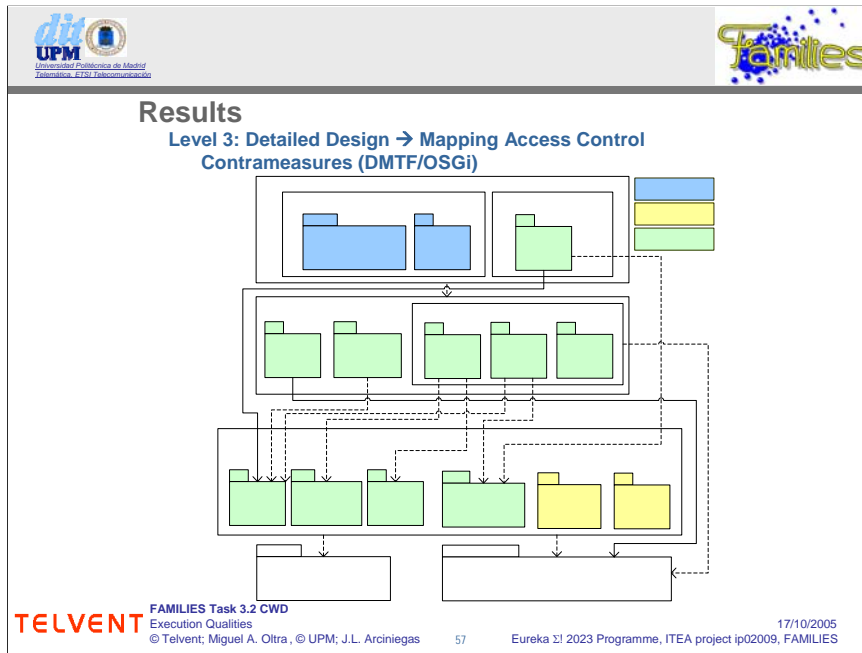 dit
UPM
Universidad Politécnica de Madrid
Telemática, ETSI Telecomunicación
Families
Results
Level 3: Detailed Design → Mapping Access Control
Contrameasures (DMTF/OSGi)
TELVENT
FAMILIES Task 3.2 CWD
Execution Qualities
17/10/2005
© Telvent; Miguel A. Oltra , © UPM; J.L. Arciniegas
57
Eureka Σ! 2023 Programme, ITEA project ip02009, FAMILIES